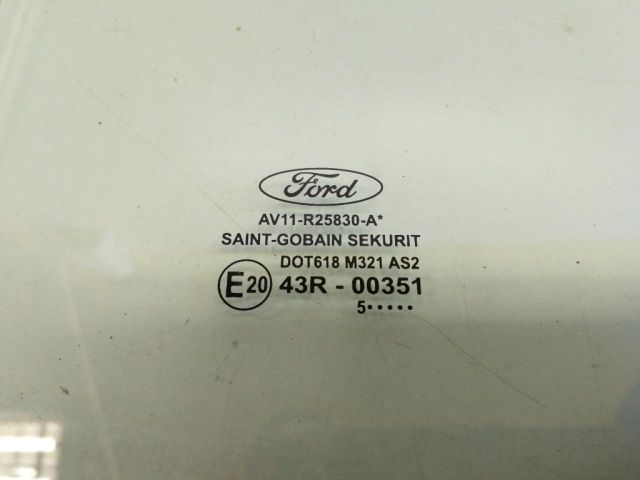 Ford
AV11-R25830-A*
SAINT-GOBAIN SEKURIT
DOT618 M321 AS2
E20 43R - 00351
5•••••